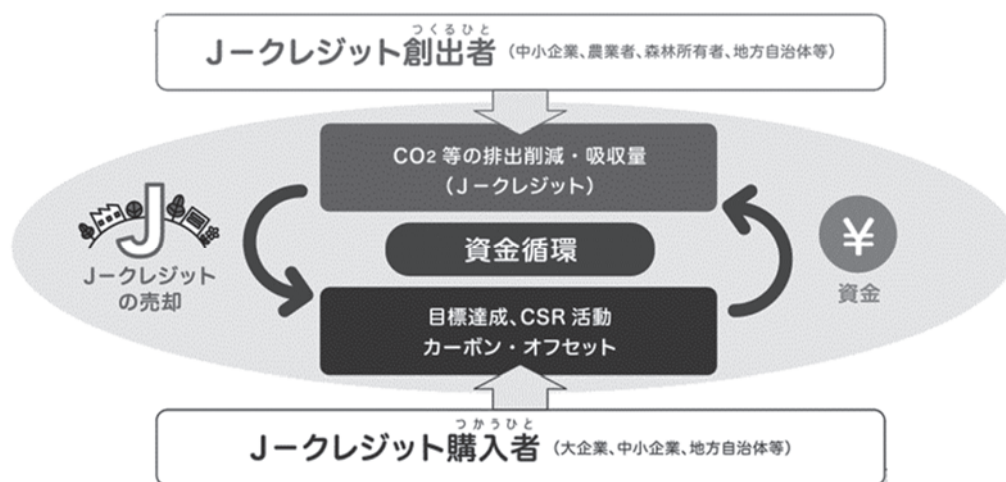 つくるひと
J－クレジット創出者（中小企業、農業者、森林所有者、地方自治体等）
CO2 等の排出削減・吸収量
（J－クレジット）
J
J－クレジット
の売却
資金循環
¥
資金
目標達成、CSR 活動
カーボン・オフセット
つかうひと
J－クレジット購入者（大企業、中小企業、地方自治体等）